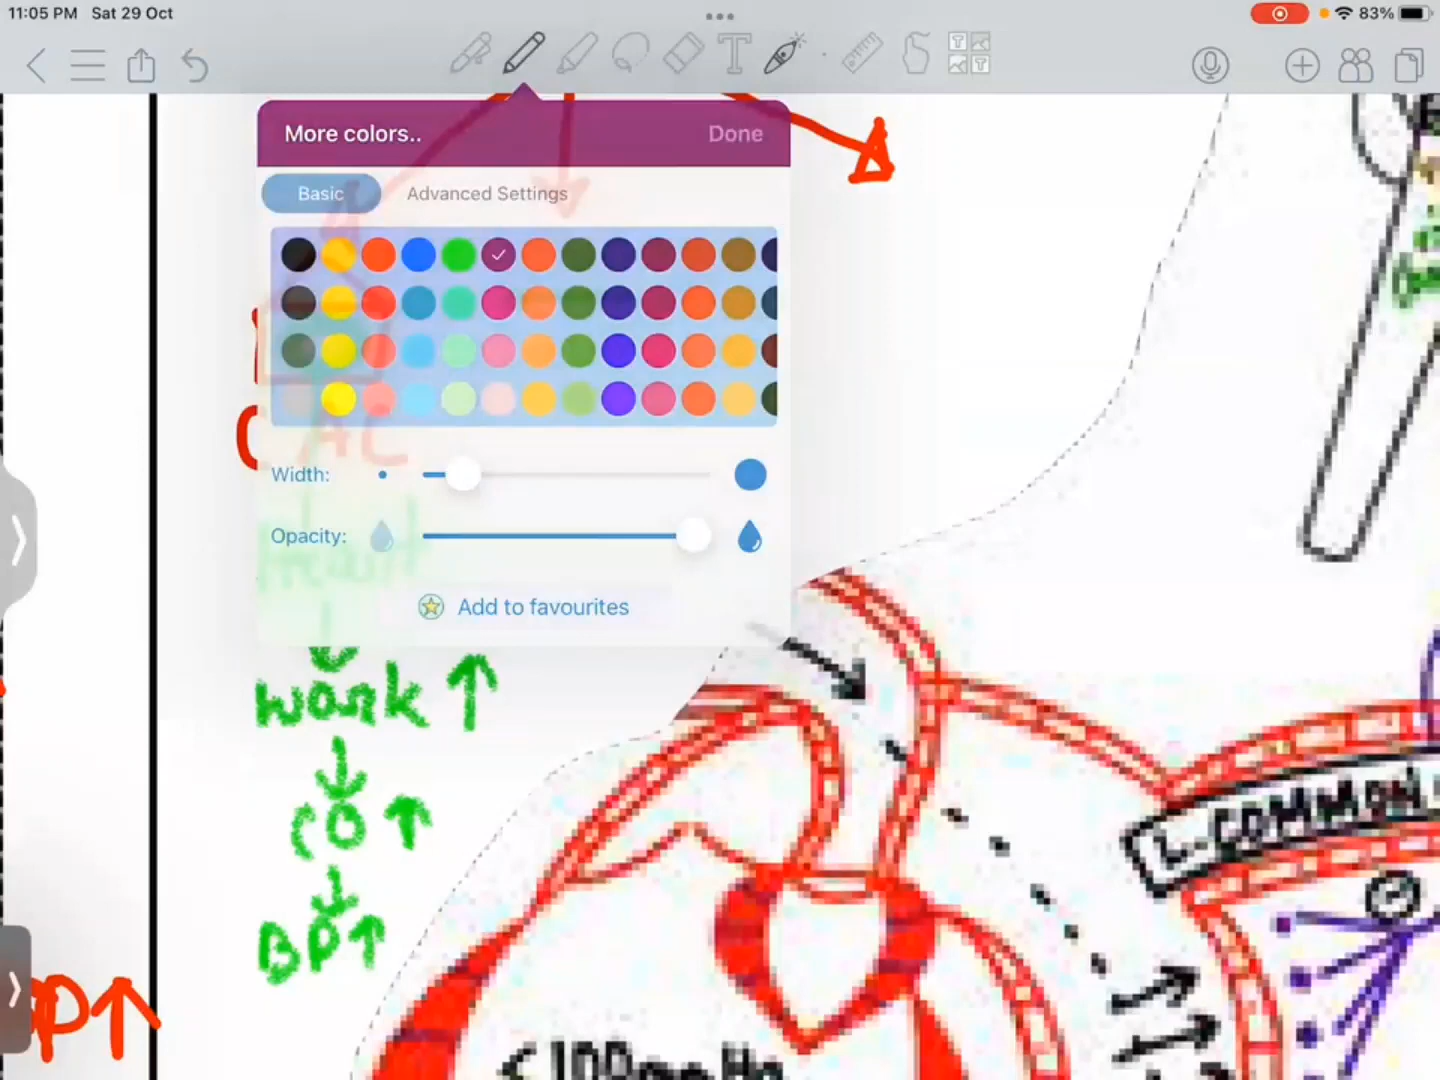 11:05 PM Sat 29 Oct
83%
More colors..
Done
Basic
Advanced Settings
Width:
Opacity:
Add to favourites
work ↑
CO ↑
BP↑
P↑
L.COMMON
<100mmHg